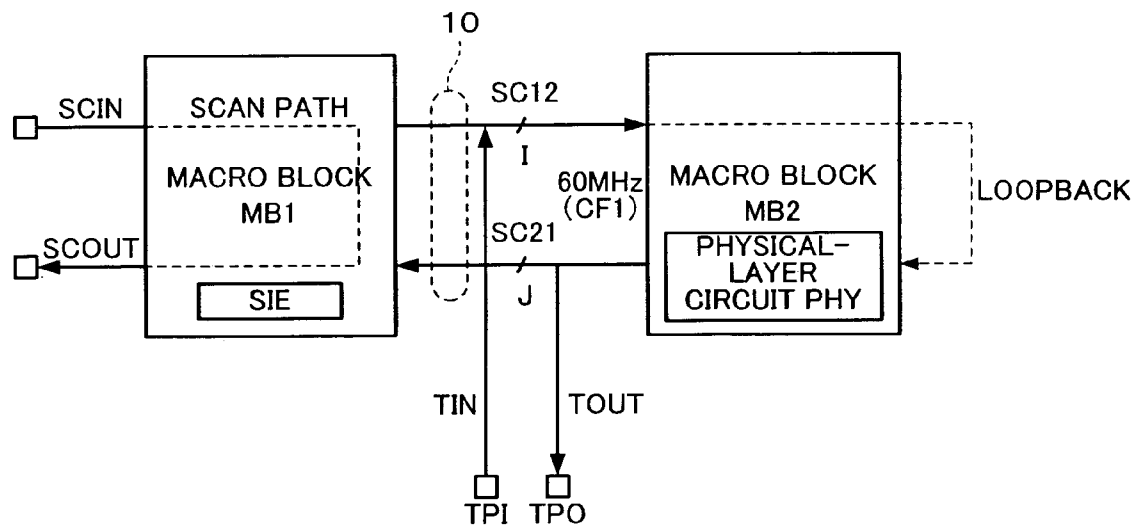 10
SCIN
SCAN PATH
SC12
I
MACRO BLOCK
MB1
60MHz
(CF1)
MACRO BLOCK
MB2
LOOPBACK
SCOUT
SC21
J
SIE
PHYSICAL-
LAYER
CIRCUIT PHY
TIN
TOUT
TPI
TPO